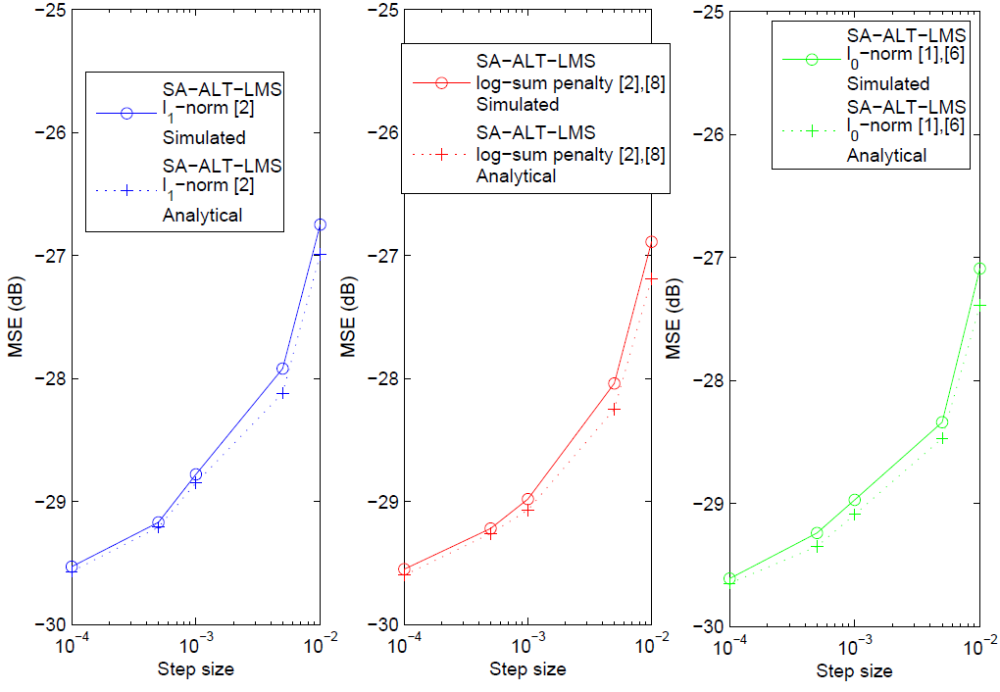 −25
−26
−27
−28
−29
−30
MSE (dB)
SA−ALT−LMS
l1−norm [2]
Simulated
SA−ALT−LMS
l1−norm [2]
Analytical
10−4
10−3
10−2
Step size
−25
−26
−27
−28
−29
−30
MSE (dB)
SA−ALT−LMS
log−sum penalty [2],[8]
Simulated
SA−ALT−LMS
log−sum penalty [2],[8]
Analytical
10−4
10−3
10−2
Step size
−25
−26
−27
−28
−29
−30
MSE (dB)
SA−ALT−LMS
l0−norm [1],[6]
Simulated
SA−ALT−LMS
l0−norm [1],[6]
Analytical
10−4
10−3
10−2
Step size